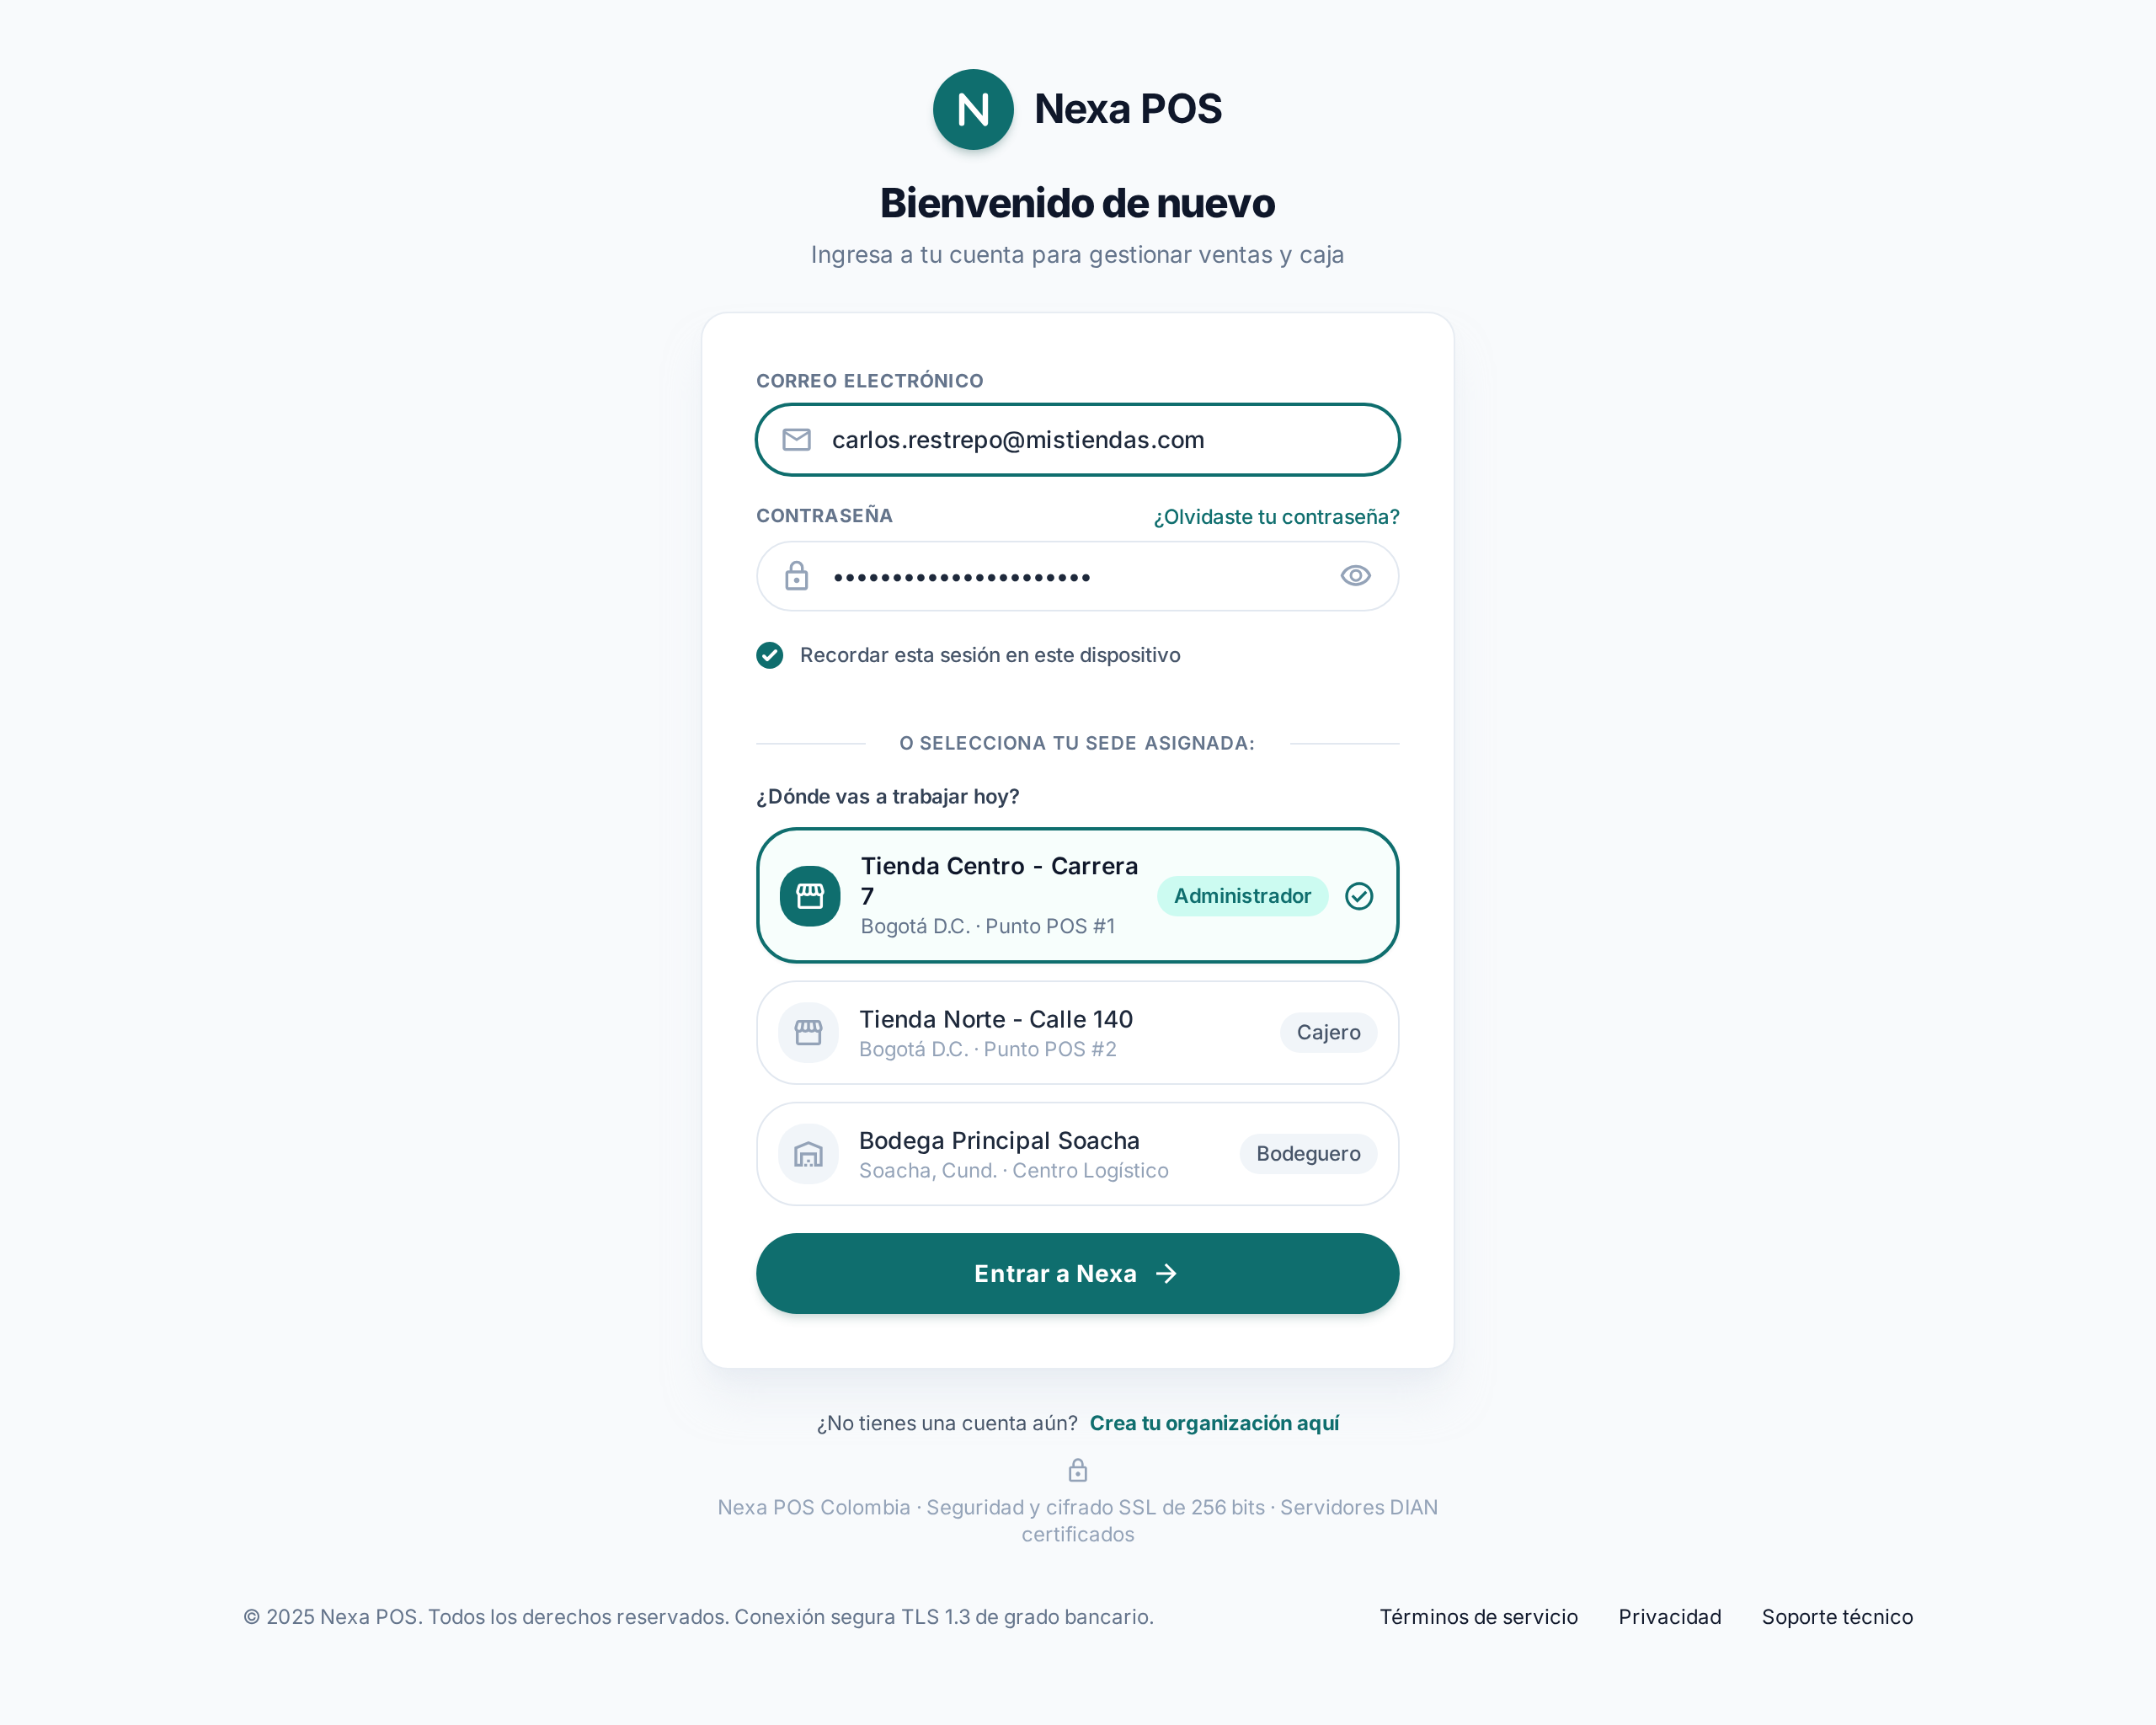 N Nexa POS
Bienvenido de nuevo
Ingresa a tu cuenta para gestionar ventas y caja
CORREO ELECTRÓNICO
carlos.restrepo@mistiendas.com
CONTRASEÑA ¿Olvidaste tu contraseña?
••••••••••••••••••••••
Recordar esta sesión en este dispositivo
O SELECCIONA TU SEDE ASIGNADA:
¿Dónde vas a trabajar hoy?
Tienda Centro - Carrera
7
Administrador
Bogotá D.C. · Punto POS #1
Tienda Norte - Calle 140
Cajero
Bogotá D.C. · Punto POS #2
Bodega Principal Soacha
Bodeguero
Soacha, Cund. · Centro Logístico
Entrar a Nexa →
¿No tienes una cuenta aún? Crea tu organización aquí
Nexa POS Colombia · Seguridad y cifrado SSL de 256 bits · Servidores DIAN
certificados
© 2025 Nexa POS. Todos los derechos reservados. Conexión segura TLS 1.3 de grado bancario. Términos de servicio Privacidad Soporte técnico